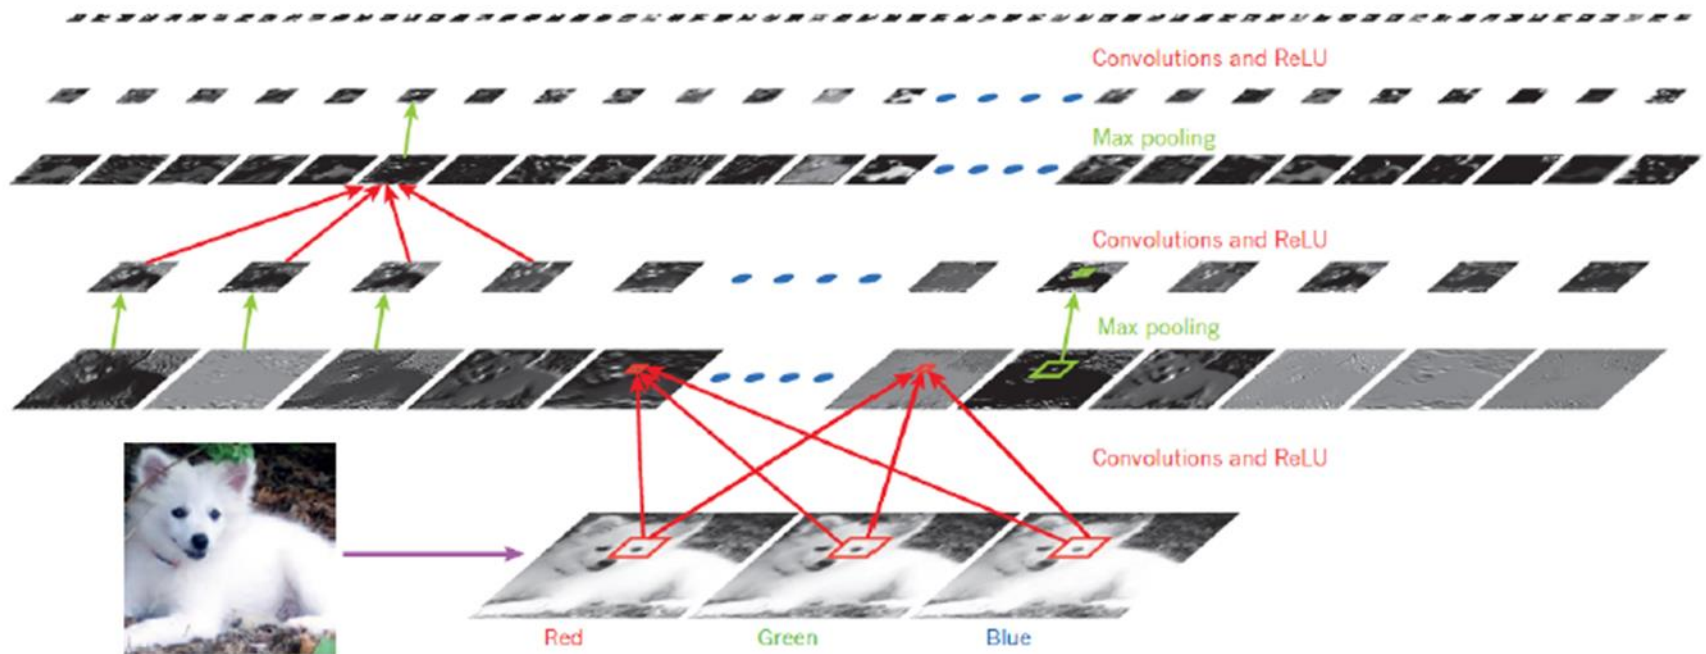 Convolutions and ReLU
Max pooling
Convolutions and ReLU
Max pooling
Convolutions and ReLU
Red
Green
Blue